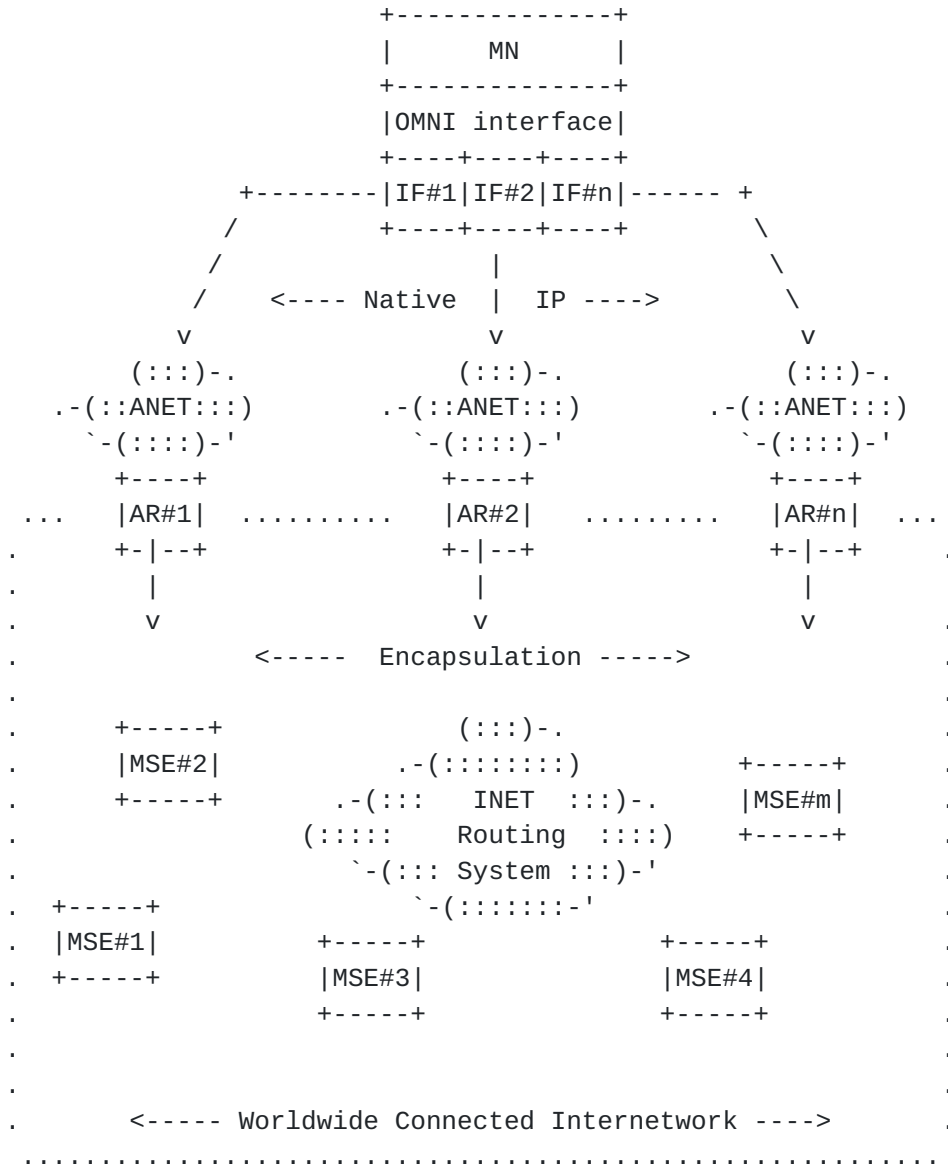 MN
OMNI interface
IF#1 IF#2 IF#n
<---- Native | IP ---->
ANET ANET ANET
AR#1 AR#2 AR#n
<----- Encapsulation ----->
MSE#2
INET MSE#m
Routing
System
MSE#1
MSE#3 MSE#4
<----- Worldwide Connected Internetwork ---->